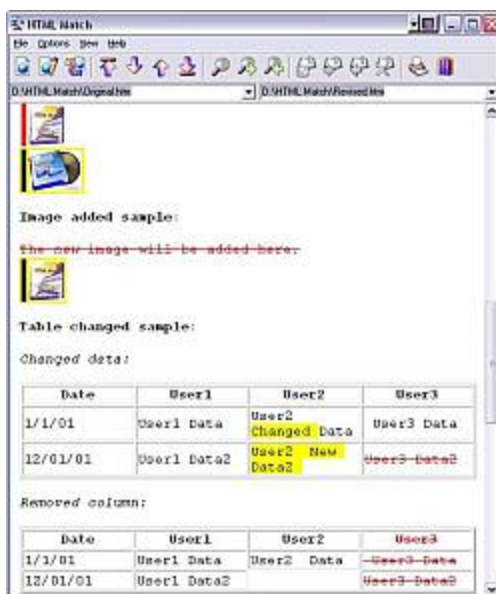 HTML Match
File Options View Help
D:\HTML Match\Original.htm D:\HTML Match\Revised.htm
Image added sample:
The new image will be added here.
Table changed sample:
Changed data:
Date User1 User2 User3
1/1/01 User1 Data User2 Changed Data User3 Data
12/01/01 User1 Data2 User2 New Data2 User3 Data2
Removed column:
Date User1 User2 User3
1/1/01 User1 Data User2 Data User3 Data
12/01/01 User1 Data2 User3 Data2